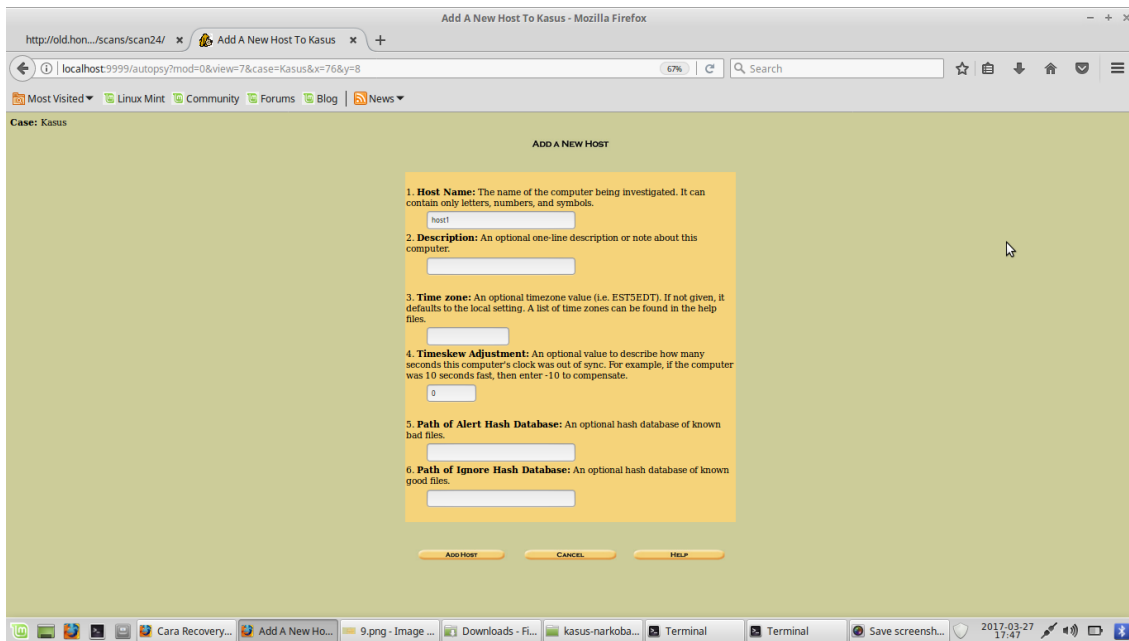 Add A New Host To Kasus - Mozilla Firefox
http://old.hon.../scans/scan24/
Add A New Host To Kasus
localhost:9999/autopsy?mod=0&view=7&case=Kasus&x=76&y=8
67%
Search
Most Visited
Linux Mint
Community
Forums
Blog
News
Case: Kasus
ADD A NEW HOST
1. Host Name: The name of the computer being investigated. It can
contain only letters, numbers, and symbols.
host1
2. Description: An optional one-line description or note about this
computer.
3. Time zone: An optional timezone value (i.e. EST5EDT). If not given, it
defaults to the local setting. A list of time zones can be found in the help
files.
4. Timeskew Adjustment: An optional value to describe how many
seconds this computer's clock was out of sync. For example, if the computer
was 10 seconds fast, then enter -10 to compensate.
0
5. Path of Alert Hash Database: An optional hash database of known
bad files.
6. Path of Ignore Hash Database: An optional hash database of known
good files.
ADD HOST
CANCEL
HELP
Cara Recovery...
Add A New Ho...
9.png - Image ...
Downloads - Fi...
kasus-narkoba...
Terminal
Terminal
Save screensh...
2017-03-27
17:47